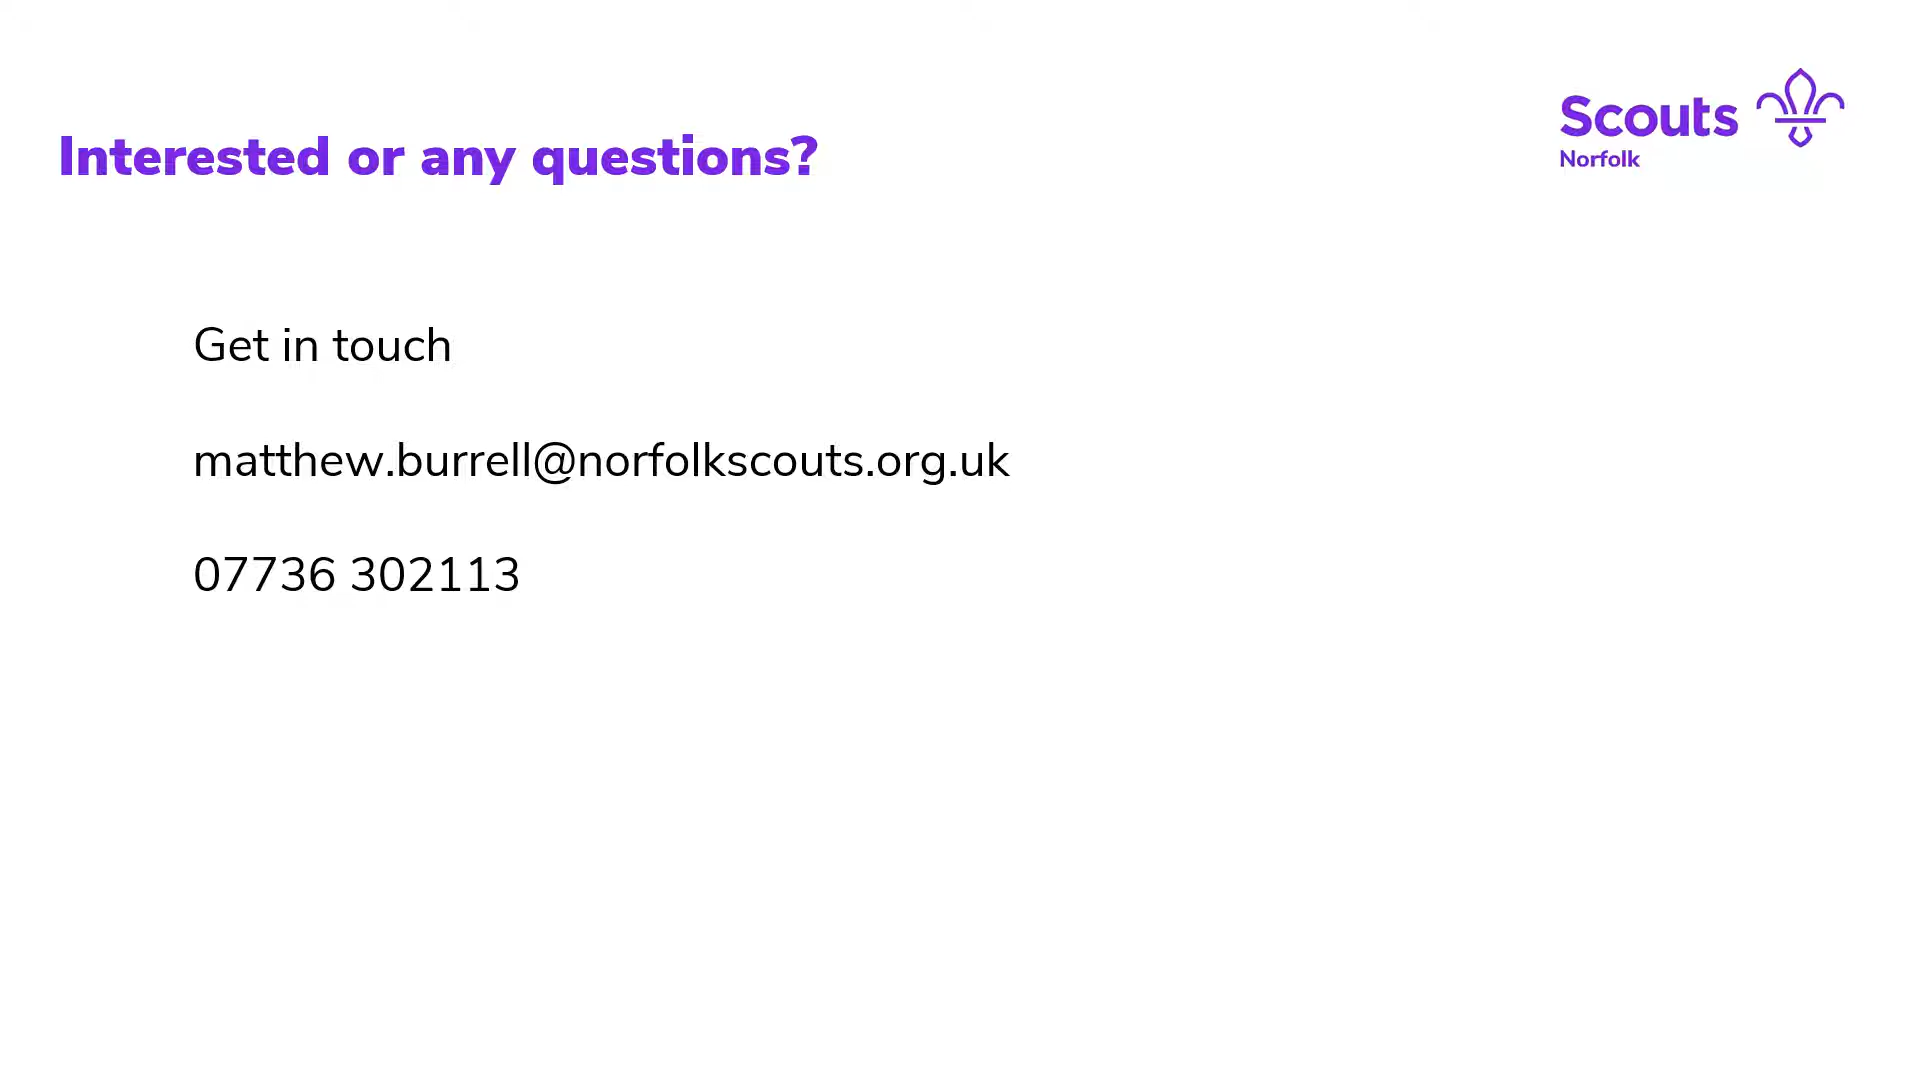 Scouts
Norfolk
Interested or any questions?
Get in touch
matthew.burrell@norfolkscouts.org.uk
07736 302113